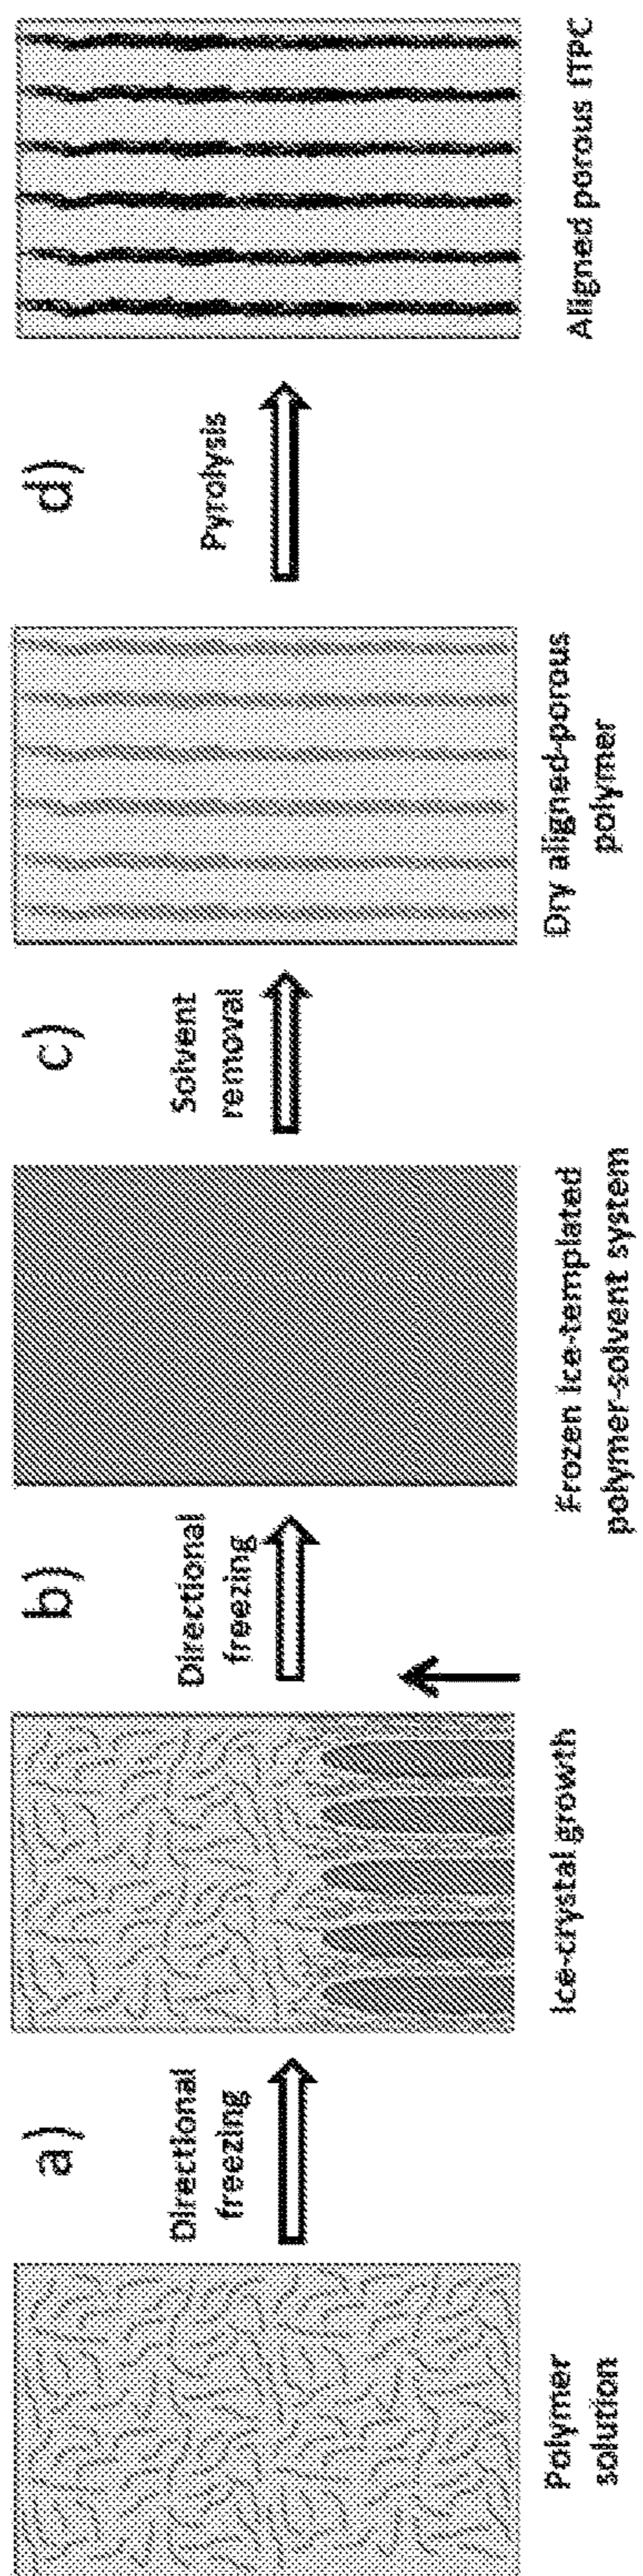 a)
Directional
freezing
b)
Directional
freezing
c)
Solvent
removal
d)
Pyrolysis
Polymer
solution
Ice-crystal growth
Frozen Ice-templated
polymer-solvent system
Dry aligned-porous
polymer
Aligned porous ITPC